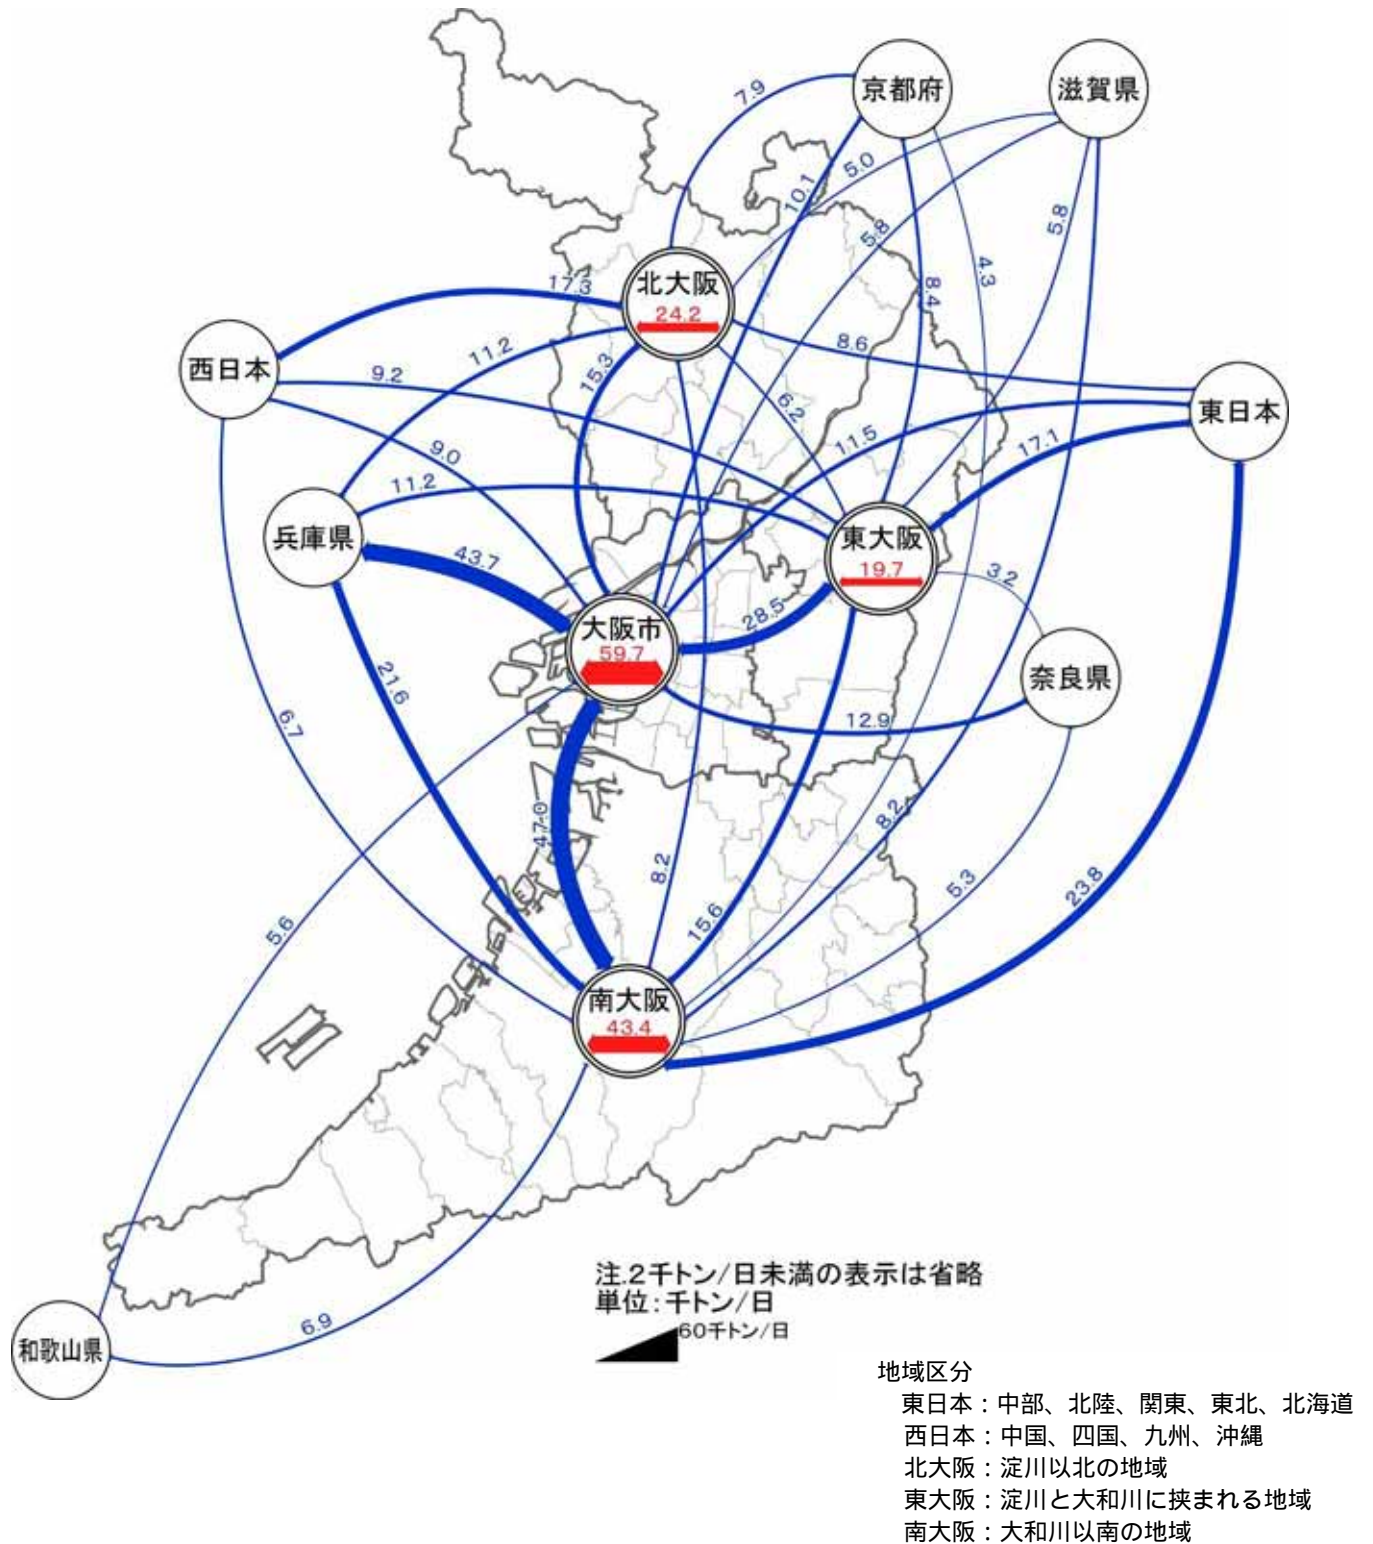 京都府
滋賀県
7.9
10.1
5.0
5.8
5.8
4.3
8.4
北大阪
24.2
17.3
西日本
11.2
9.2
15.3
8.6
6.2
東日本
11.5
17.1
9.0
11.2
兵庫県
43.7
東大阪
19.7
3.2
28.5
大阪市
59.7
奈良県
21.6
6.7
12.9
47.0
8.2
8.2
15.6
5.3
23.8
5.6
南大阪
43.4
和歌山県
6.9
注.2千トン/日未満の表示は省略
単位:千トン/日
60千トン/日
地域区分
東日本:中部、北陸、関東、東北、北海道
西日本:中国、四国、九州、沖縄
北大阪:淀川以北の地域
東大阪:淀川と大和川に挟まれる地域
南大阪:大和川以南の地域